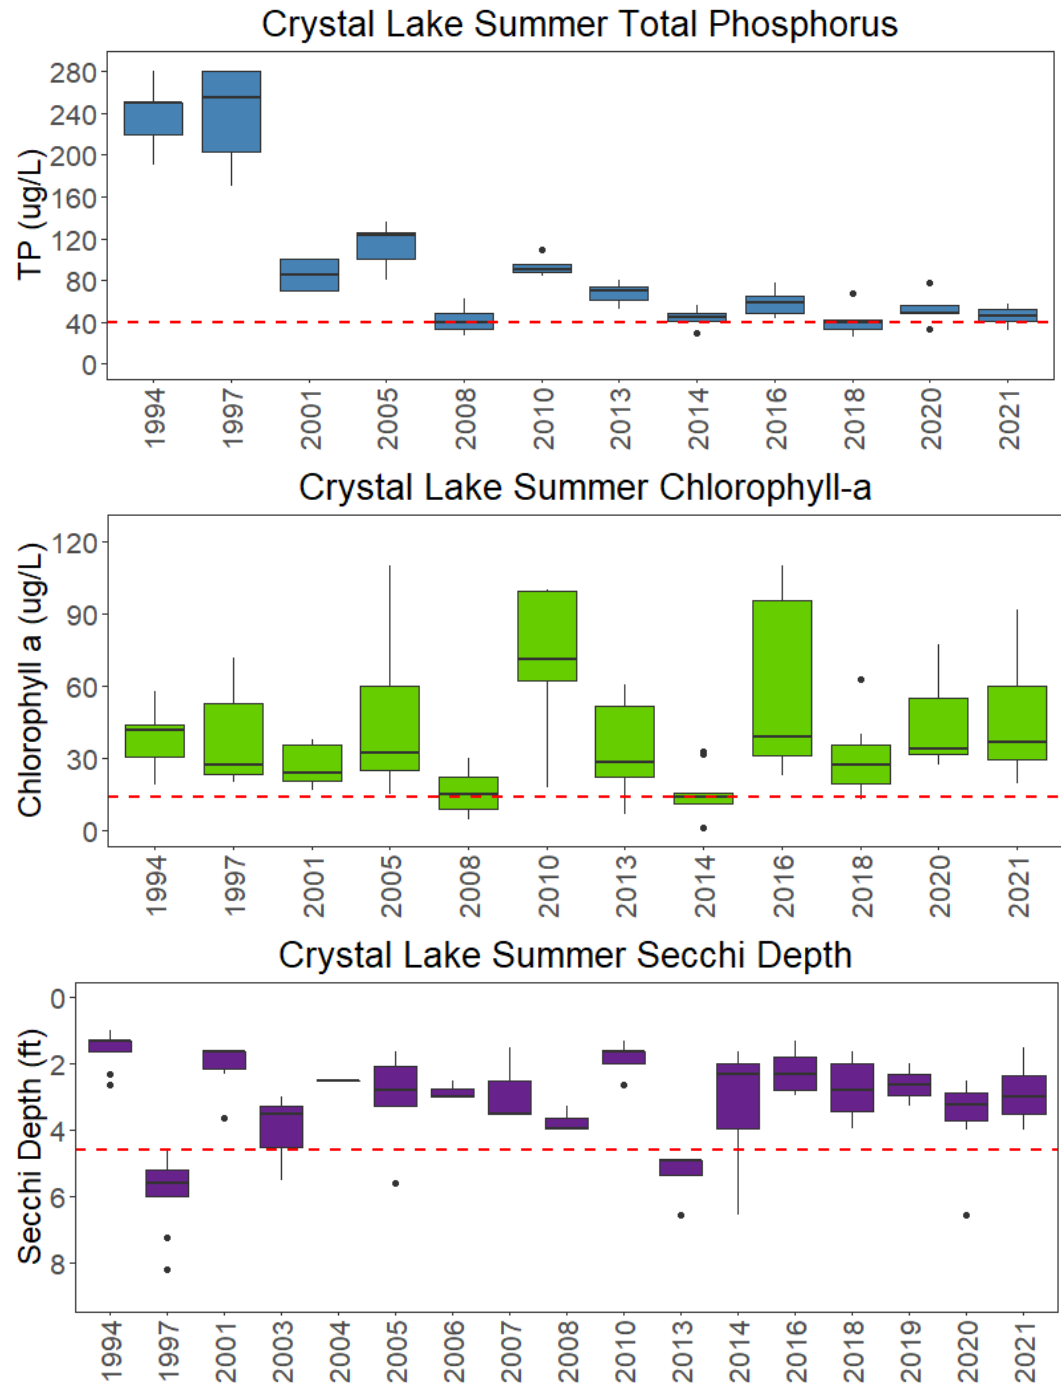 Crystal Lake Summer Total Phosphorus
TP (ug/L)
280
240
200
160
120
80
40
0
1994 1997 2001 2005 2008 2010 2013 2014 2016 2018 2020 2021
Crystal Lake Summer Chlorophyll-a
Chlorophyll a (ug/L)
120
90
60
30
0
1994 1997 2001 2005 2008 2010 2013 2014 2016 2018 2020 2021
Crystal Lake Summer Secchi Depth
Secchi Depth (ft)
0
2
4
6
8
1994 1997 2001 2003 2004 2005 2006 2007 2008 2010 2013 2014 2016 2018 2019 2020 2021